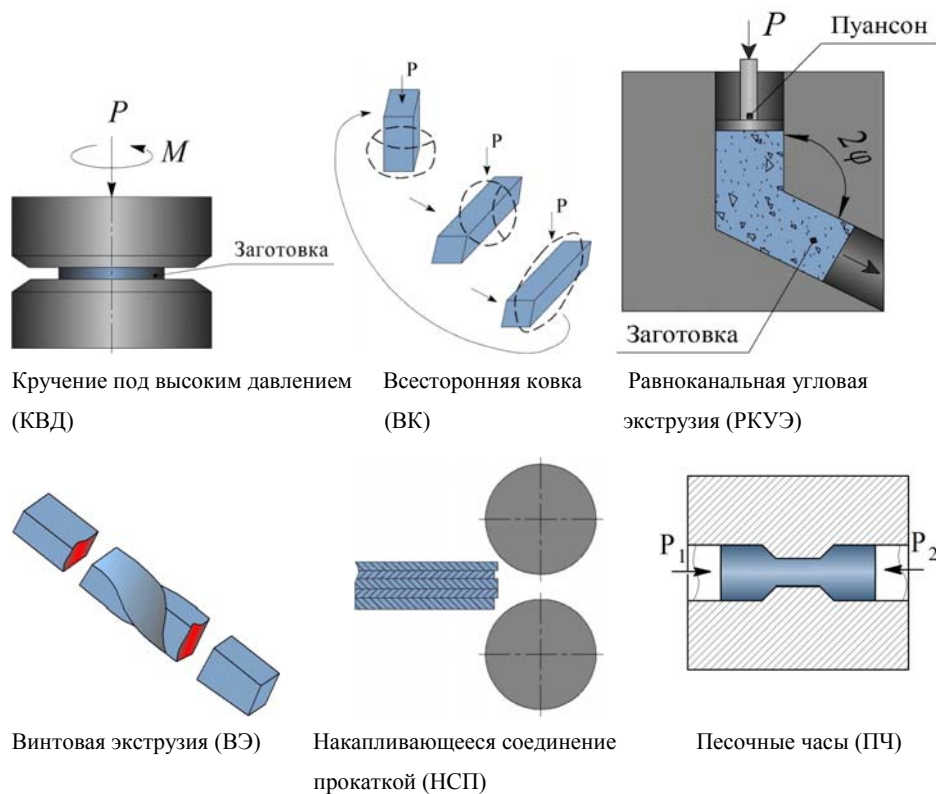 P
M
Заготовка
Кручение под высоким давлением
(КВД)
P
P
P
Всесторонняя ковка
(ВК)
P
Пуансон
2φ
Заготовка
Равноканальная угловая
экструзия (РКУЭ)
Винтовая экструзия (ВЭ)
Накапливающееся соединение
прокаткой (НСП)
P1
P2
Песочные часы (ПЧ)